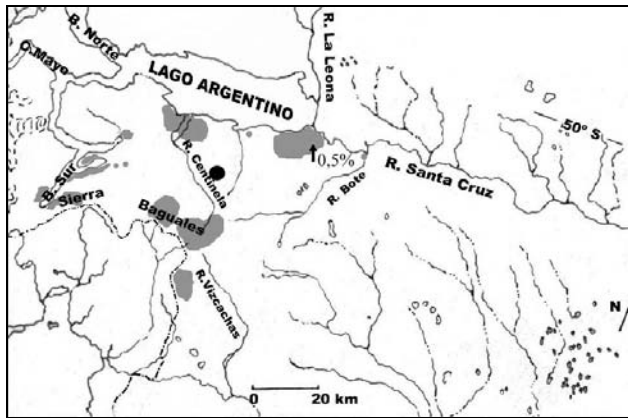 B. Norte
C. Mayo
LAGO ARGENTINO
R. La Leona
50º S
R. Centinela
0,5%
R. Santa Cruz
R. Bote
B. Sur
Sierra
Baguales
R. Vizcachas
N
0 20 km